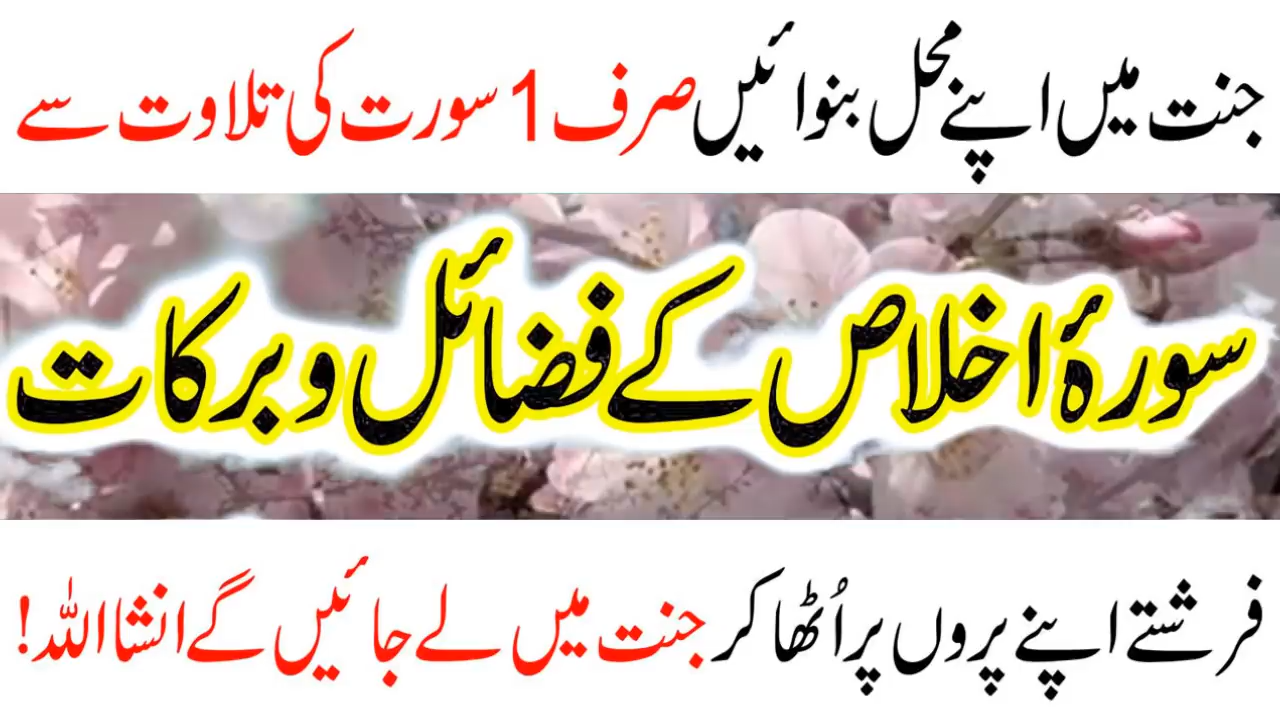 جنت میں اپنے محل بنوائیں صرف 1 سورت کی تلاوت سے
سورۂ اخلاص کے فضائل و برکات
فرشتے اپنے پروں پر اُٹھا کر جنت میں لے جائیں گے انشااللہ!